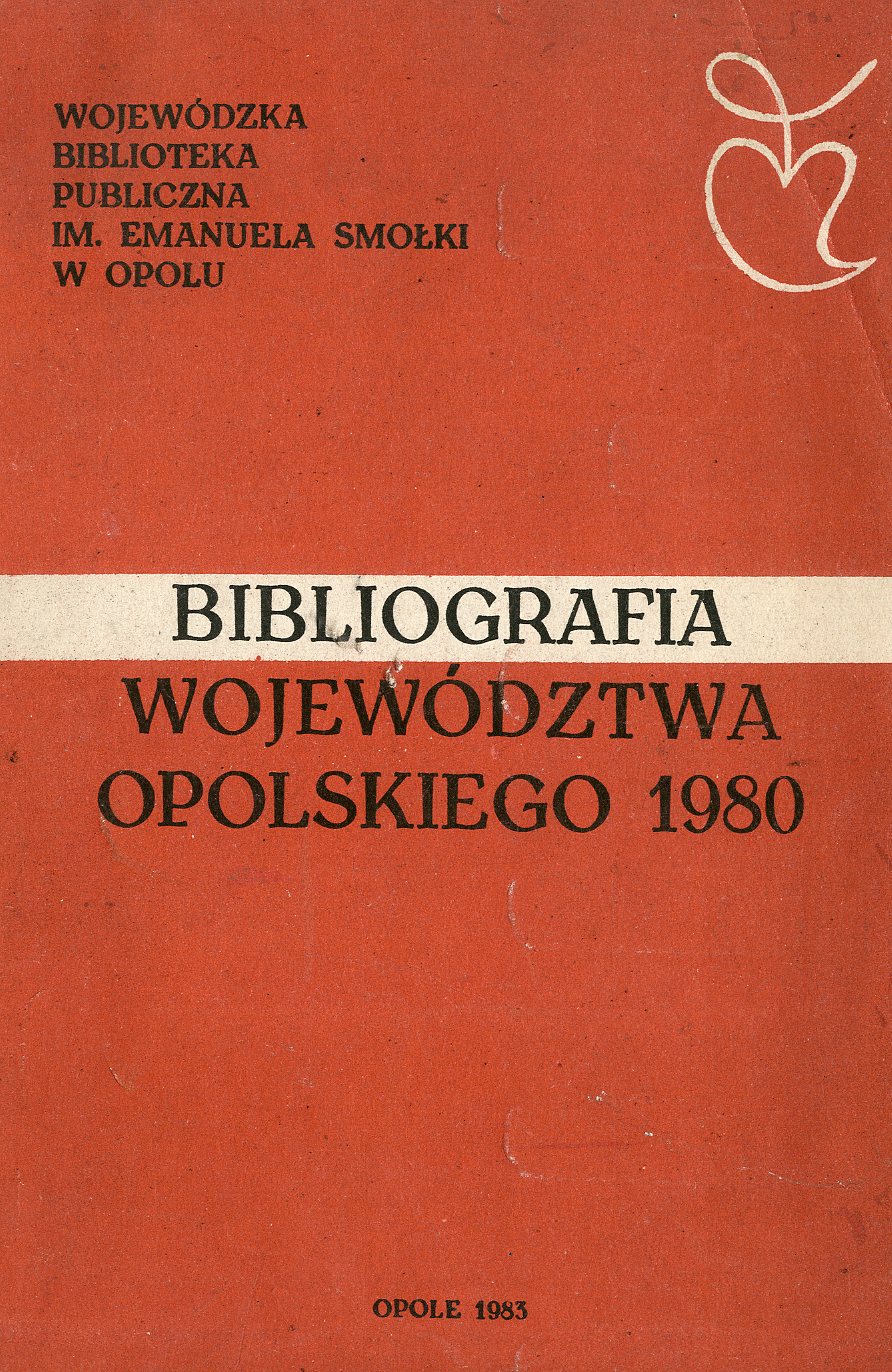 WOJEWÓDZKA
BIBLIOTEKA
PUBLICZNA
IM. EMANUELA SMOŁKI
W OPOLU
BIBLIOGRAFIA
WOJEWÓDZTWA
OPOLSKIEGO 1980
OPOLE 1983